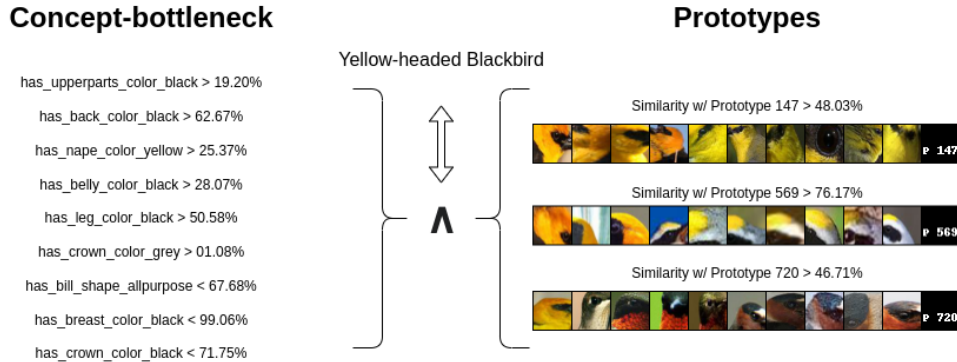 Concept-bottleneck
Prototypes
Yellow-headed Blackbird
has_upperparts_color_black > 19.20%
has_back_color_black > 62.67%
has_nape_color_yellow > 25.37%
has_belly_color_black > 28.07%
has_leg_color_black > 50.58%
has_crown_color_grey > 01.08%
has_bill_shape_allpurpose < 67.68%
has_breast_color_black < 99.06%
has_crown_color_black < 71.75%
∧
Similarity w/ Prototype 147 > 48.03%
P 147
Similarity w/ Prototype 569 > 76.17%
P 569
Similarity w/ Prototype 720 > 46.71%
P 720